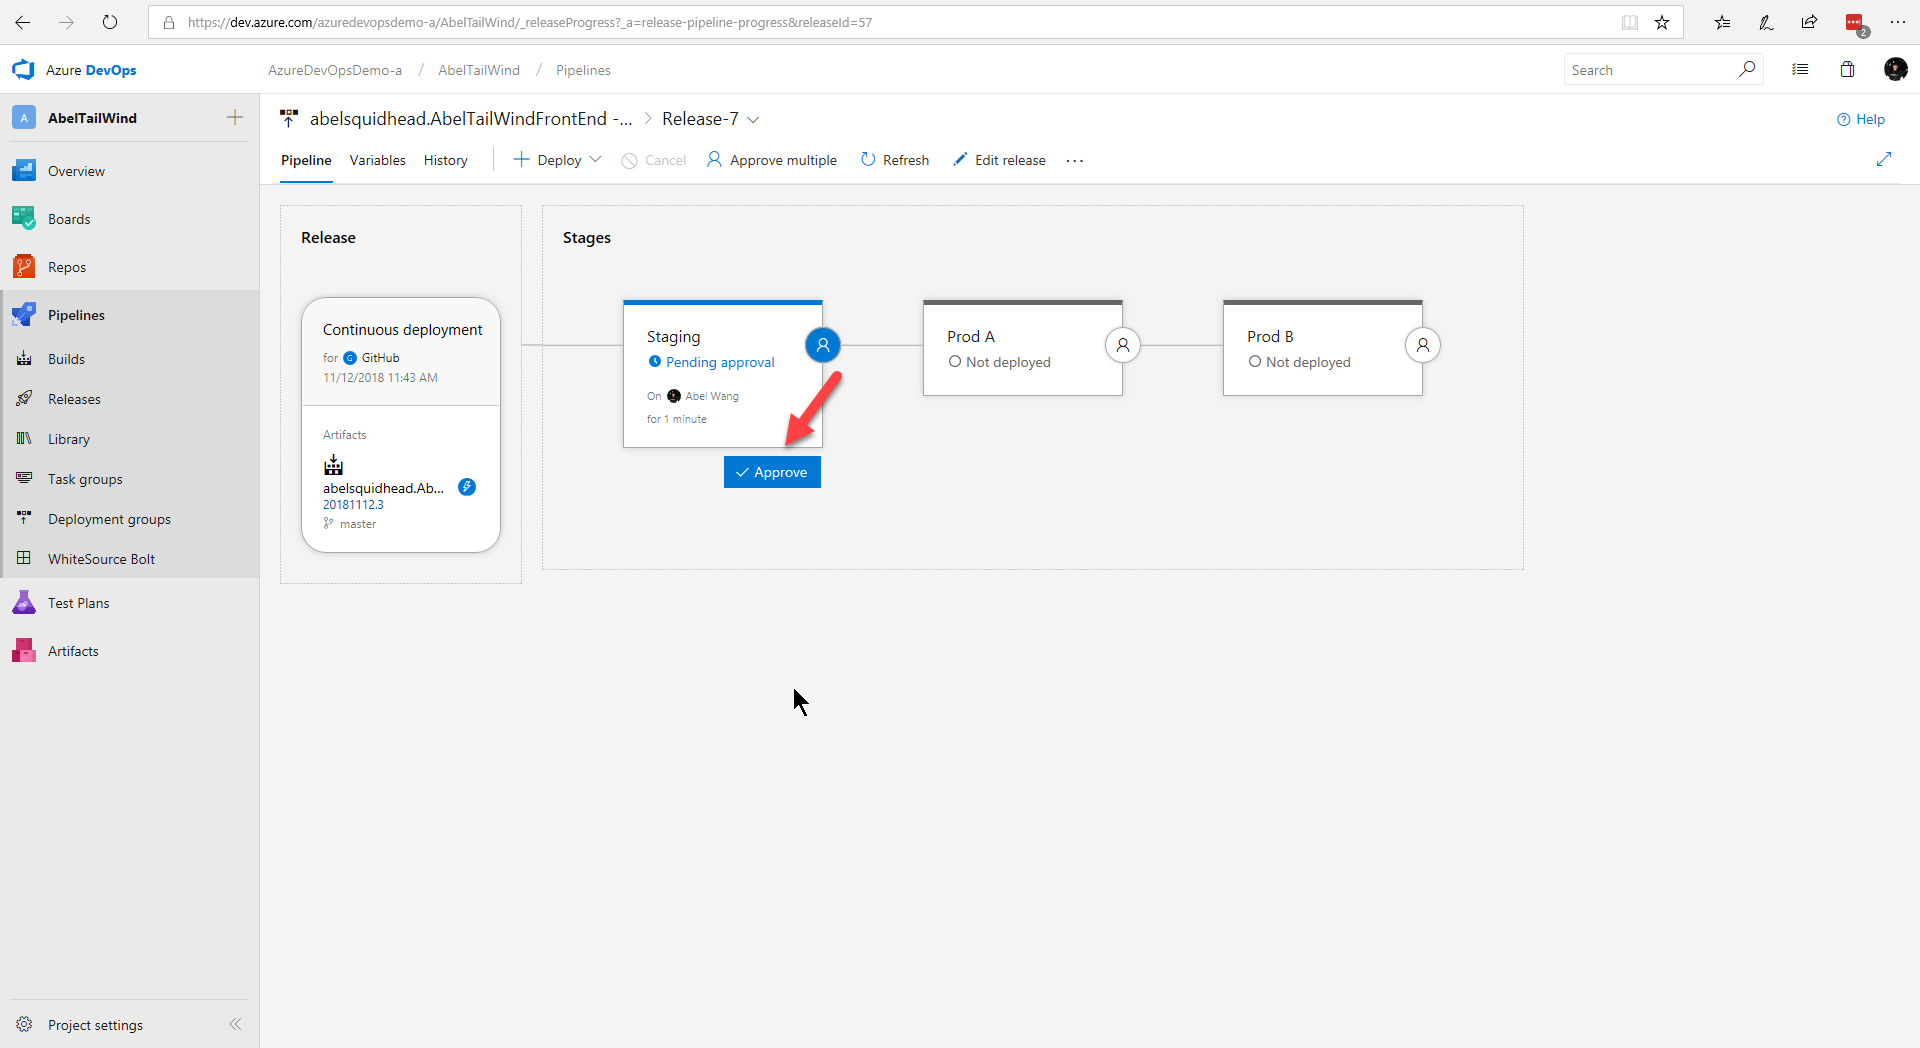 https://dev.azure.com/azuredevopsdemo-a/AbelTailWind/_releaseProgress?_a=release-pipeline-progress&releaseId=57
2
Azure DevOps
AzureDevOpsDemo-a / AbelTailWind / Pipelines
Search
A AbelTailWind
abelsquidhead.AbelTailWindFrontEnd -... > Release-7
Help
Pipeline Variables History Deploy Cancel Approve multiple Refresh Edit release ...
Overview
Boards
Repos
Pipelines
Builds
Releases
Library
Task groups
Deployment groups
WhiteSource Bolt
Test Plans
Artifacts
Project settings
Release
Continuous deployment
for G GitHub
11/12/2018 11:43 AM
Artifacts
abelsquidhead.Ab...
20181112.3
master
Stages
Staging
Pending approval
On Abel Wang
for 1 minute
Approve
Prod A
Not deployed
Prod B
Not deployed